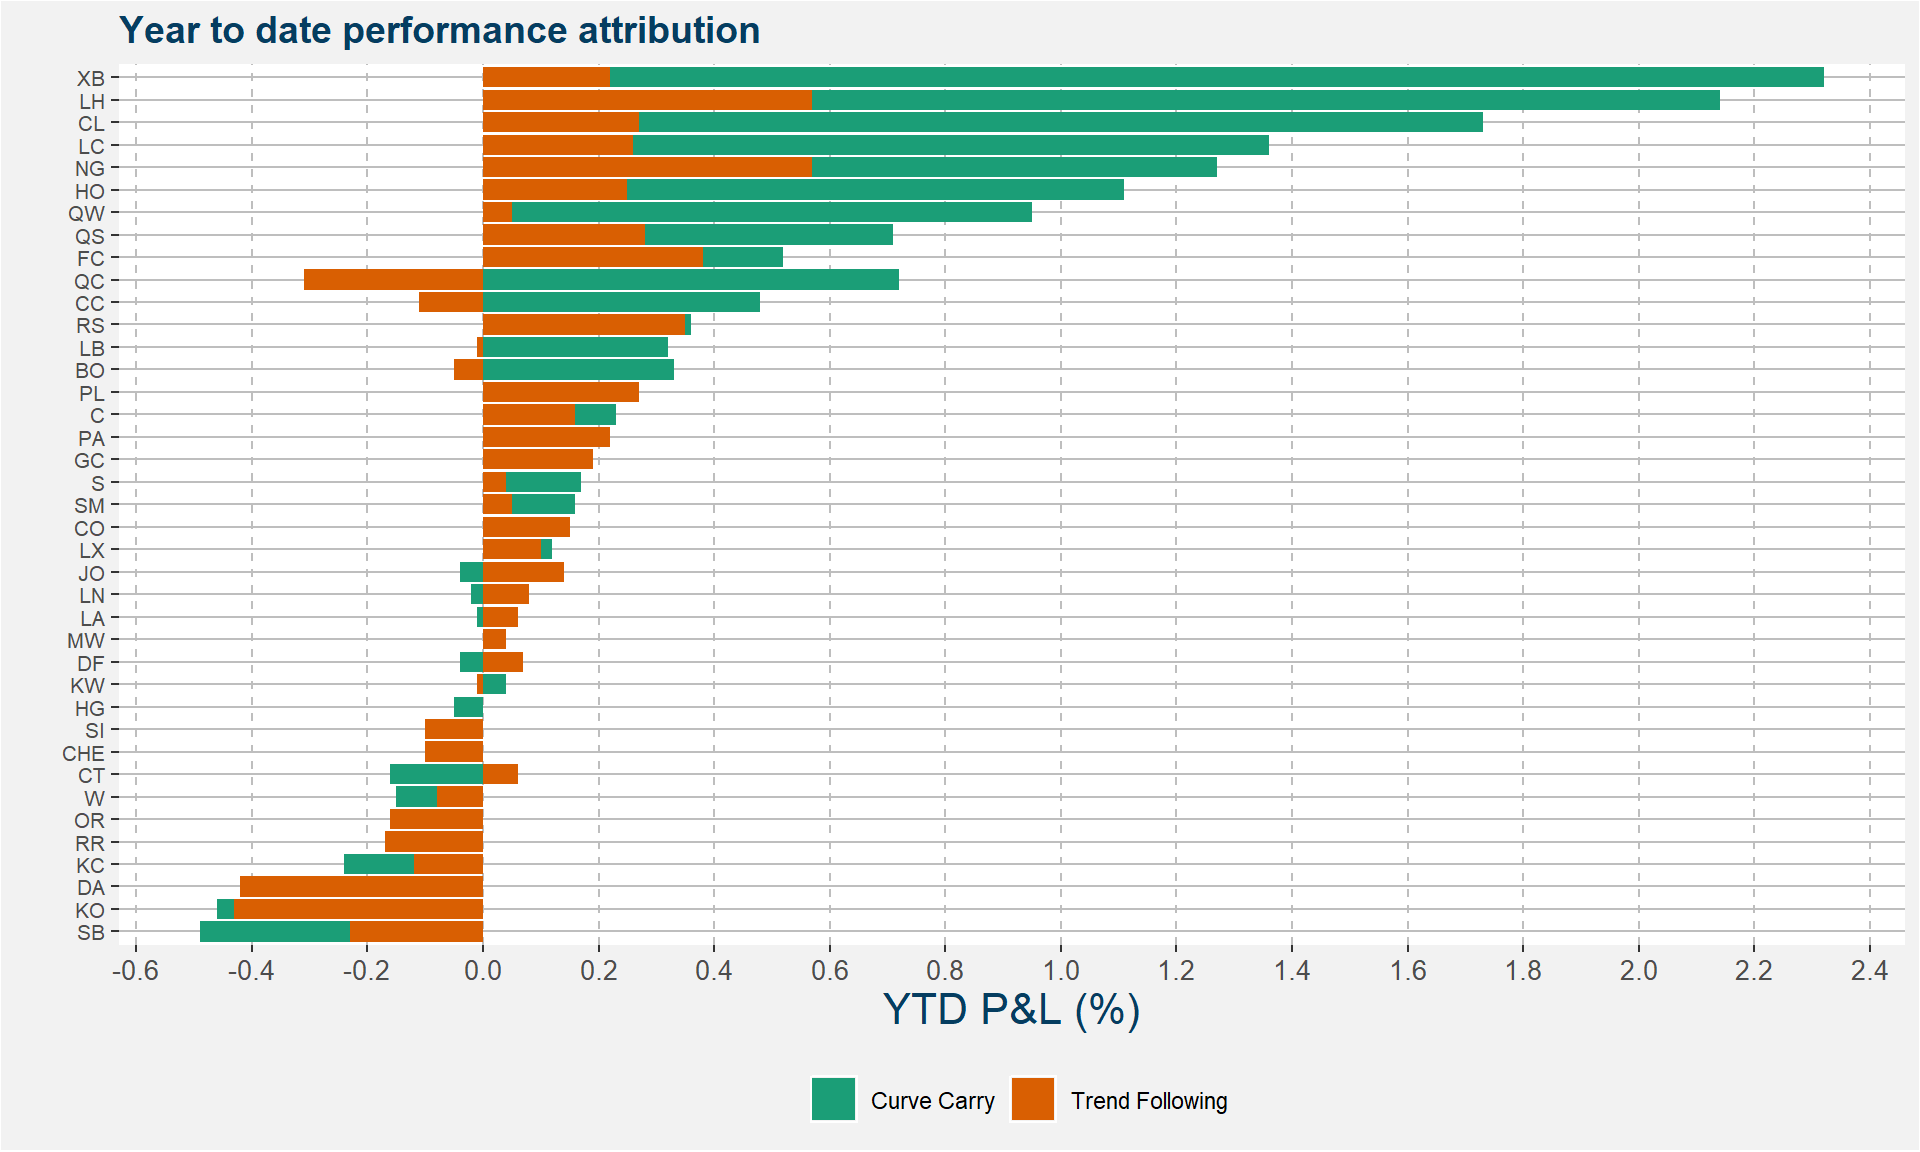 Year to date performance attribution
XB
LH
CL
LC
NG
HO
QW
QS
FC
QC
CC
RS
LB
BO
PL
C
PA
GC
S
SM
CO
LX
JO
LN
LA
MW
DF
KW
HG
SI
CHE
CT
W
OR
RR
KC
DA
KO
SB
-0.6 -0.4 -0.2 0.0 0.2 0.4 0.6 0.8 1.0 1.2 1.4 1.6 1.8 2.0 2.2 2.4
YTD P&L (%)
Curve Carry Trend Following